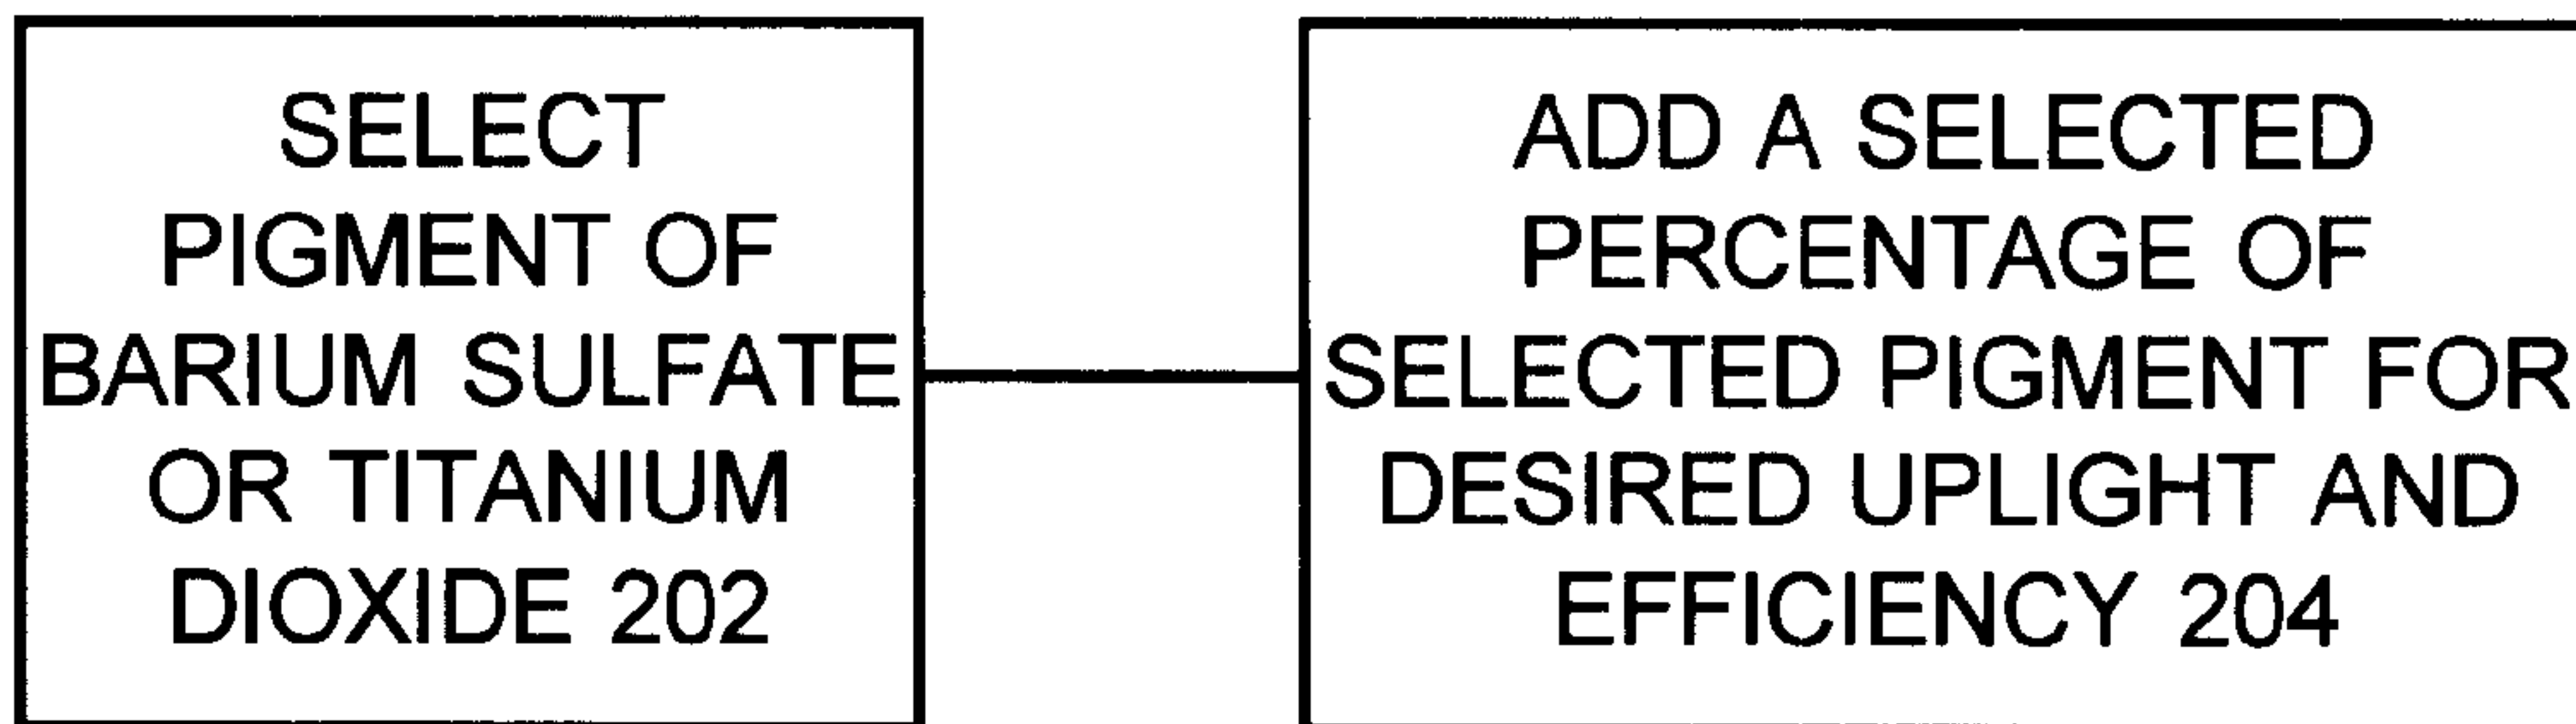 SELECT
PIGMENT OF
BARIUM SULFATE
OR TITANIUM
DIOXIDE 202
ADD A SELECTED
PERCENTAGE OF
SELECTED PIGMENT FOR
DESIRED UPLIGHT AND
EFFICIENCY 204